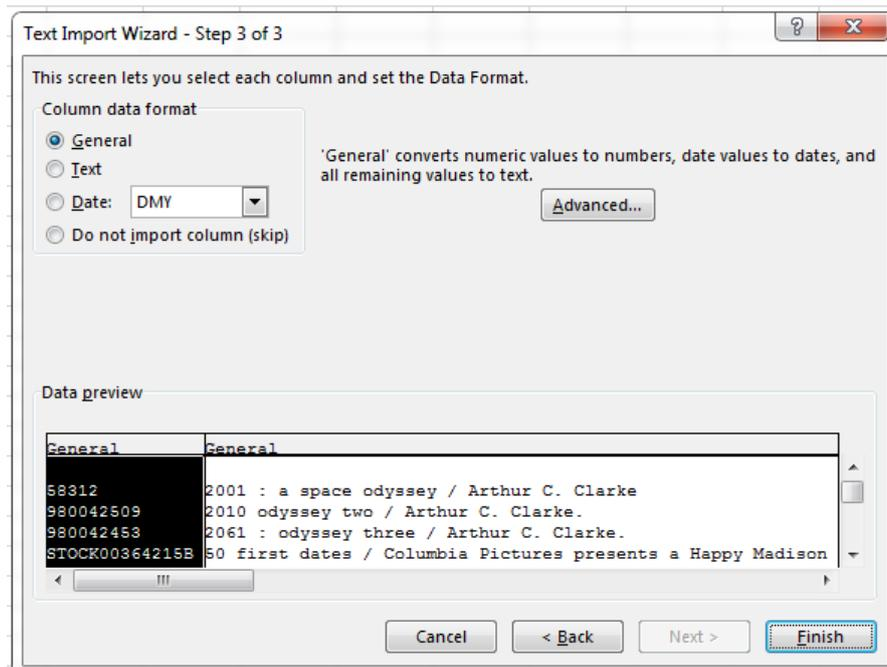 Text Import Wizard - Step 3 of 3
This screen lets you select each column and set the Data Format.
Column data format
General
Text
Date: DMY
Do not import column (skip)
'General' converts numeric values to numbers, date values to dates, and
all remaining values to text.
Advanced...
Data preview
General General
58312 2001 : a space odyssey / Arthur C. Clarke
980042509 2010 odyssey two / Arthur C. Clarke.
980042453 2061 : odyssey three / Arthur C. Clarke.
STOCK00364215B 50 first dates / Columbia Pictures presents a Happy Madison
Cancel < Back Next > Finish